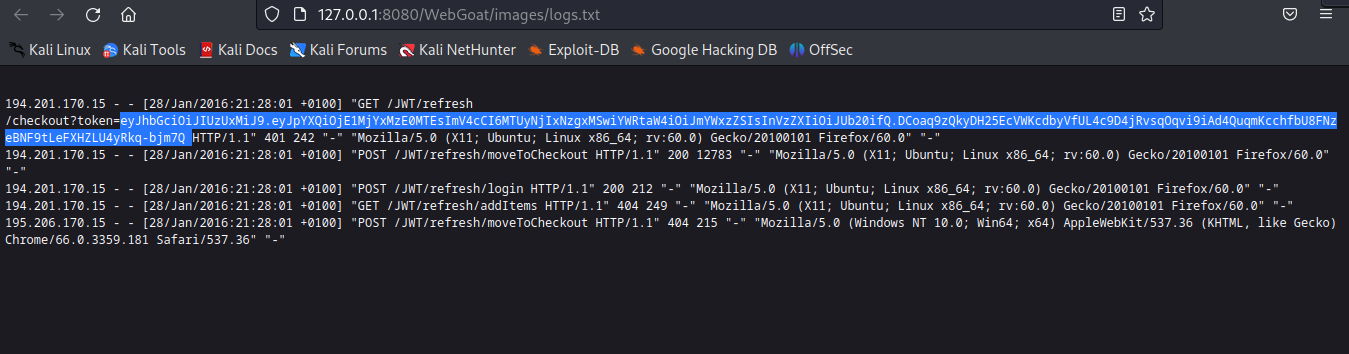 127.0.0.1:8080/WebGoat/images/logs.txt
Kali Linux Kali Tools Kali Docs Kali Forums Kali NetHunter Exploit-DB Google Hacking DB OffSec
194.201.170.15 - - [28/Jan/2016:21:28:01 +0100] "GET /JWT/refresh
/checkout?token=eyJhbGciOiJIUzUxMiJ9.eyJpYXQiOjE1MjYxMzE0MTEsImV4cCI6MTUyNjIxNzgxMSwiYWRtaW4iOiJmYWxzZSIsInVzZXIiOiJUb20ifQ.DCoaq9zQkyDH25EcVWKcdbyVfUL4c9D4jRvsqOqvi9iAd4QuqmKcchfbU8FNz
eBNF9tLeFXHZLU4yRkq-bjm7Q HTTP/1.1" 401 242 "-" "Mozilla/5.0 (X11; Ubuntu; Linux x86_64; rv:60.0) Gecko/20100101 Firefox/60.0" "-"
194.201.170.15 - - [28/Jan/2016:21:28:01 +0100] "POST /JWT/refresh/moveToCheckout HTTP/1.1" 200 12783 "-" "Mozilla/5.0 (X11; Ubuntu; Linux x86_64; rv:60.0) Gecko/20100101 Firefox/60.0"
"-"
194.201.170.15 - - [28/Jan/2016:21:28:01 +0100] "POST /JWT/refresh/login HTTP/1.1" 200 212 "-" "Mozilla/5.0 (X11; Ubuntu; Linux x86_64; rv:60.0) Gecko/20100101 Firefox/60.0" "-"
194.201.170.15 - - [28/Jan/2016:21:28:01 +0100] "GET /JWT/refresh/addItems HTTP/1.1" 404 249 "-" "Mozilla/5.0 (X11; Ubuntu; Linux x86_64; rv:60.0) Gecko/20100101 Firefox/60.0" "-"
195.206.170.15 - - [28/Jan/2016:21:28:01 +0100] "POST /JWT/refresh/moveToCheckout HTTP/1.1" 404 215 "-" "Mozilla/5.0 (Windows NT 10.0; Win64; x64) AppleWebKit/537.36 (KHTML, like Gecko)
Chrome/66.0.3359.181 Safari/537.36" "-"